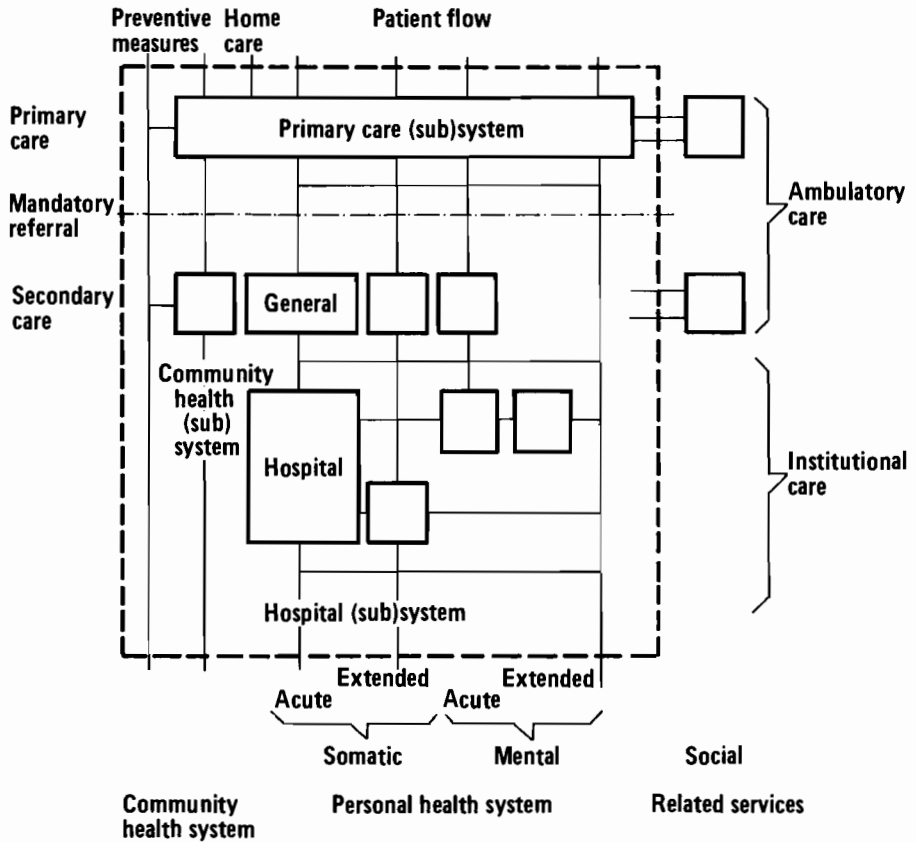 Preventive measures
Home care
Patient flow
Primary care
Primary care (sub)system
Ambulatory care
Mandatory referral
Secondary care
General
Community
health
(sub)
system
Hospital
Institutional care
Hospital (sub)system
Acute
Extended
Acute
Extended
Somatic
Mental
Social
Community health system
Personal health system
Related services